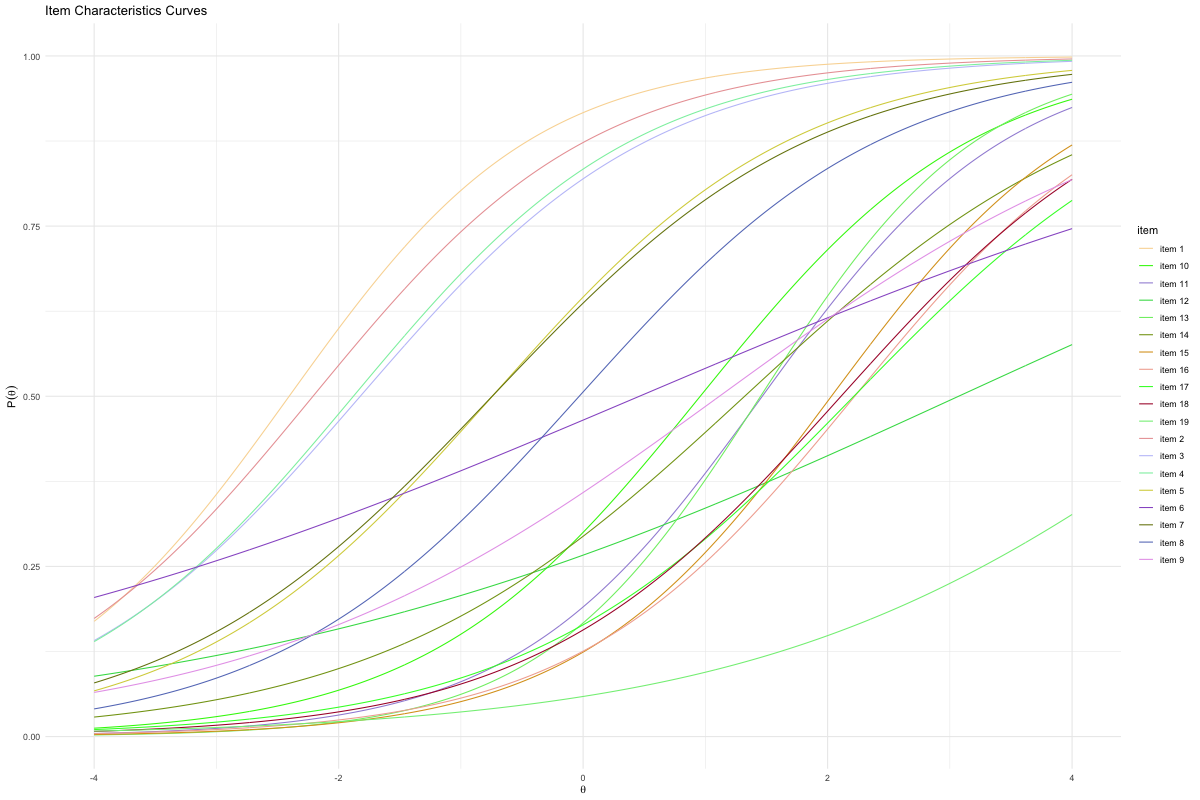 Item Characteristics Curves
1.00
0.75
0.50
0.25
0.00
P(θ)
-4
-2
0
2
4
θ
item
item 1
item 10
item 11
item 12
item 13
item 14
item 15
item 16
item 17
item 18
item 19
item 2
item 3
item 4
item 5
item 6
item 7
item 8
item 9